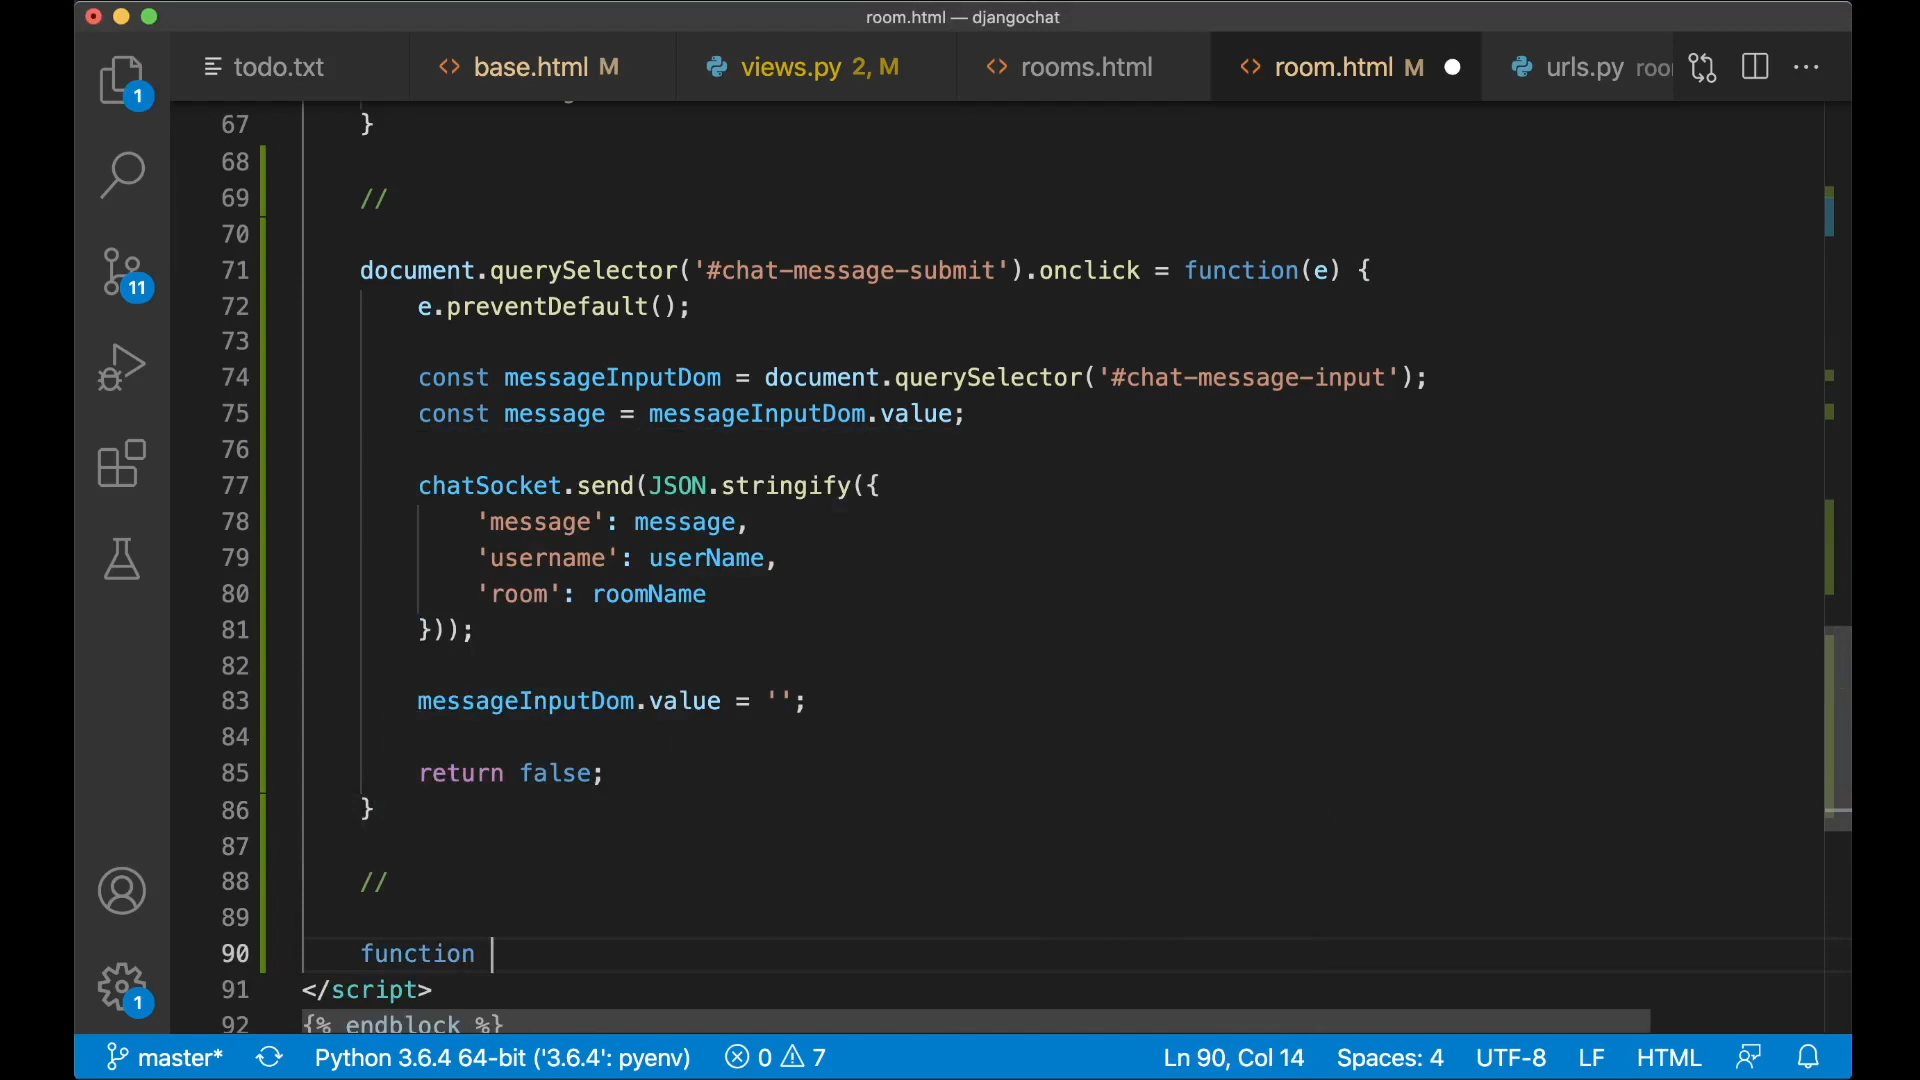 room.html — djangochat
todo.txt
base.html M
views.py 2, M
rooms.html
room.html M
urls.py roo
67 }
68
69 //
70
71 document.querySelector('#chat-message-submit').onclick = function(e) {
72 e.preventDefault();
73
74 const messageInputDom = document.querySelector('#chat-message-input');
75 const message = messageInputDom.value;
76
77 chatSocket.send(JSON.stringify({
78 'message': message,
79 'username': userName,
80 'room': roomName
81 }));
82
83 messageInputDom.value = '';
84
85 return false;
86 }
87
88 //
89
90 function
91 </script>
92 {% endblock %}
1
11
1
master* Python 3.6.4 64-bit ('3.6.4': pyenv) 0 7 Ln 90, Col 14 Spaces: 4 UTF-8 LF HTML